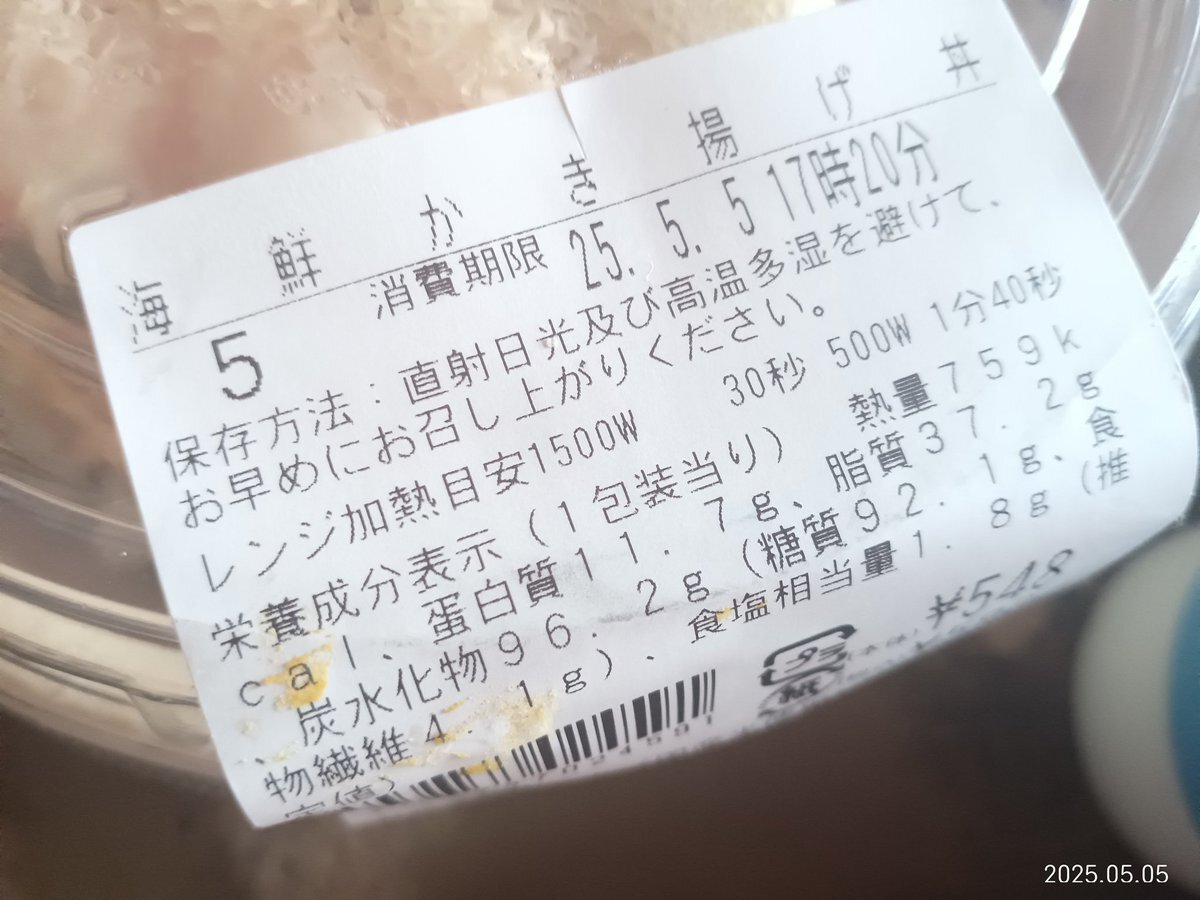 海鮮かき揚げ丼
消費期限 25. 5. 5 17時20分
5
保存方法:直射日光及び高温多湿を避けて、
お早めにお召し上がりください。
レンジ加熱目安1500W 30秒 500W 1分40秒
栄養成分表示(1包装当り) 熱量759k
cal、蛋白質11.7g、脂質37.2g
、炭水化物96.2g(糖質92.1g、食
物繊維4.1g)、食塩相当量1.8g(推
定値)
¥548
2025.05.05